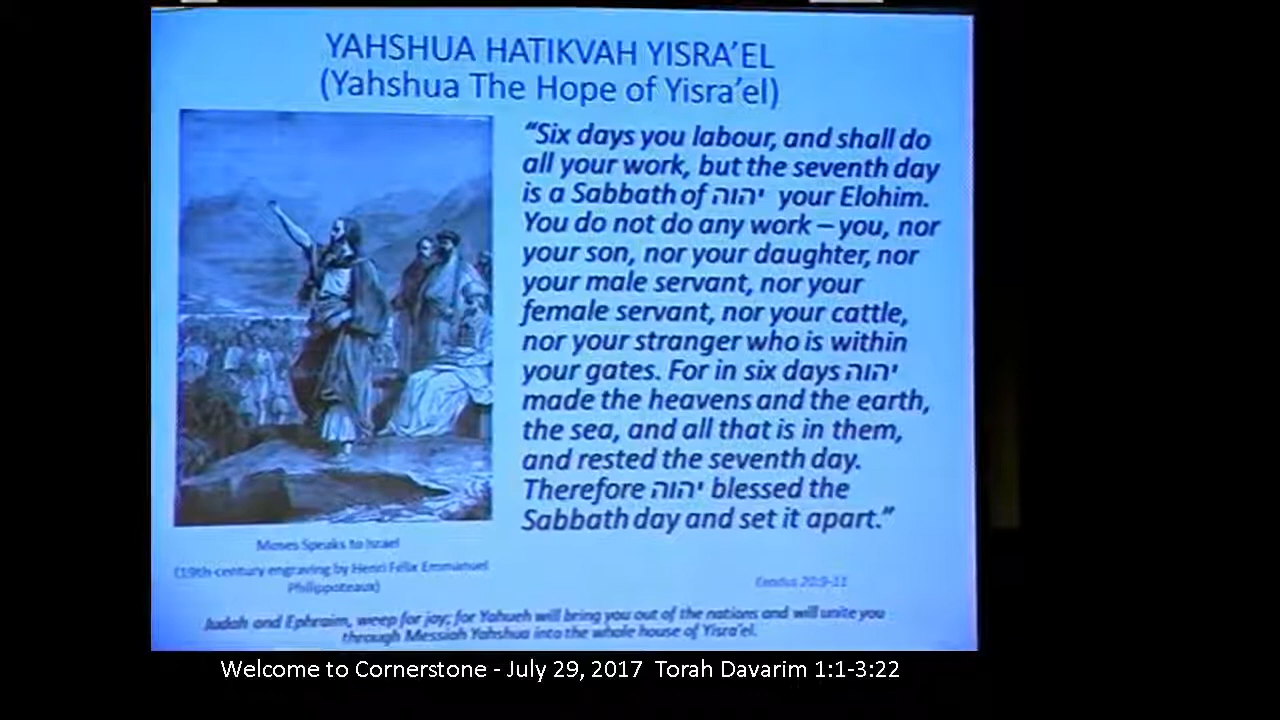 YAHSHUA HATIKVAH YISRA'EL
(Yahshua The Hope of Yisra'el)
“Six days you labour, and shall do
all your work, but the seventh day
is a Sabbath of יהוה your Elohim.
You do not do any work – you, nor
your son, nor your daughter, nor
your male servant, nor your
female servant, nor your cattle,
nor your stranger who is within
your gates. For in six days יהוה
made the heavens and the earth,
the sea, and all that is in them,
and rested the seventh day.
Therefore יהוה blessed the
Sabbath day and set it apart.”
Moses Speaks to Israel
(19th-century engraving by Henri Félix Emmanuel
Philippoteaux)
Exodus 20:9-11
Judah and Ephraim, weep for joy; for Yahueh will bring you out of the nations and will unite you
through Messiah Yahshua into the whole house of Yisra'el.
Welcome to Cornerstone - July 29, 2017 Torah Davarim 1:1-3:22